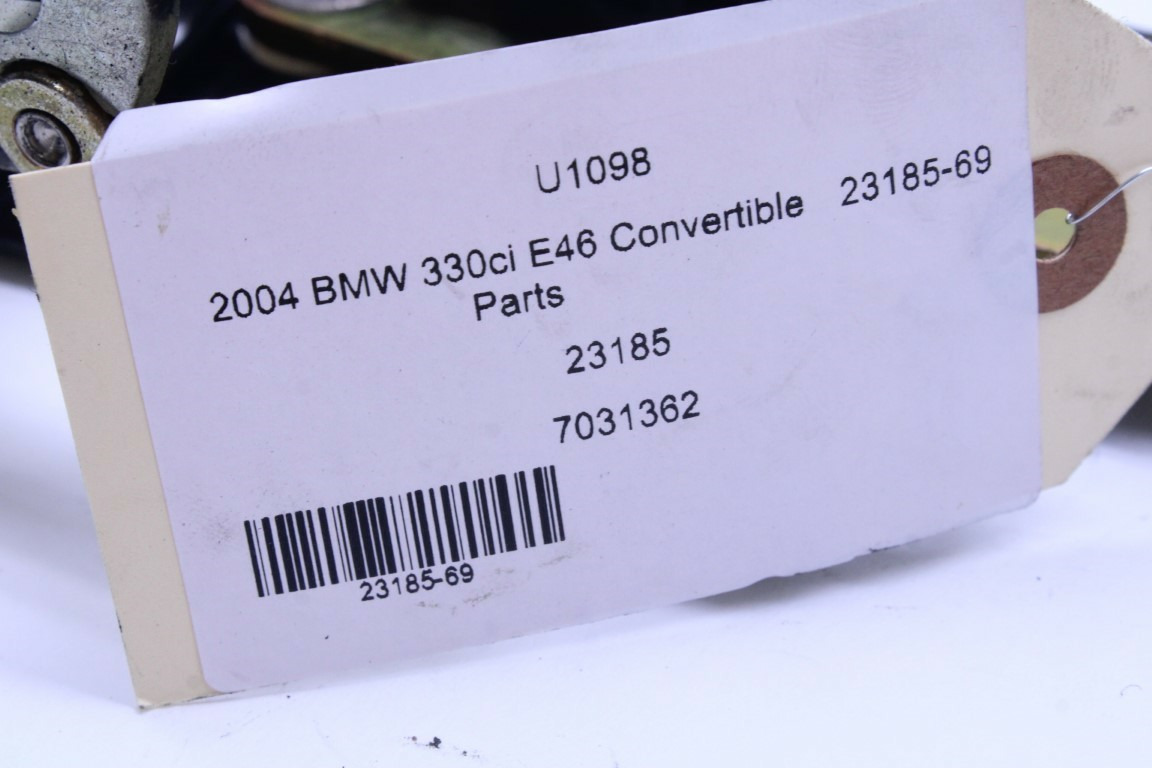 U1098
2004 BMW 330ci E46 Convertible 23185-69
Parts
23185
7031362
23185-69